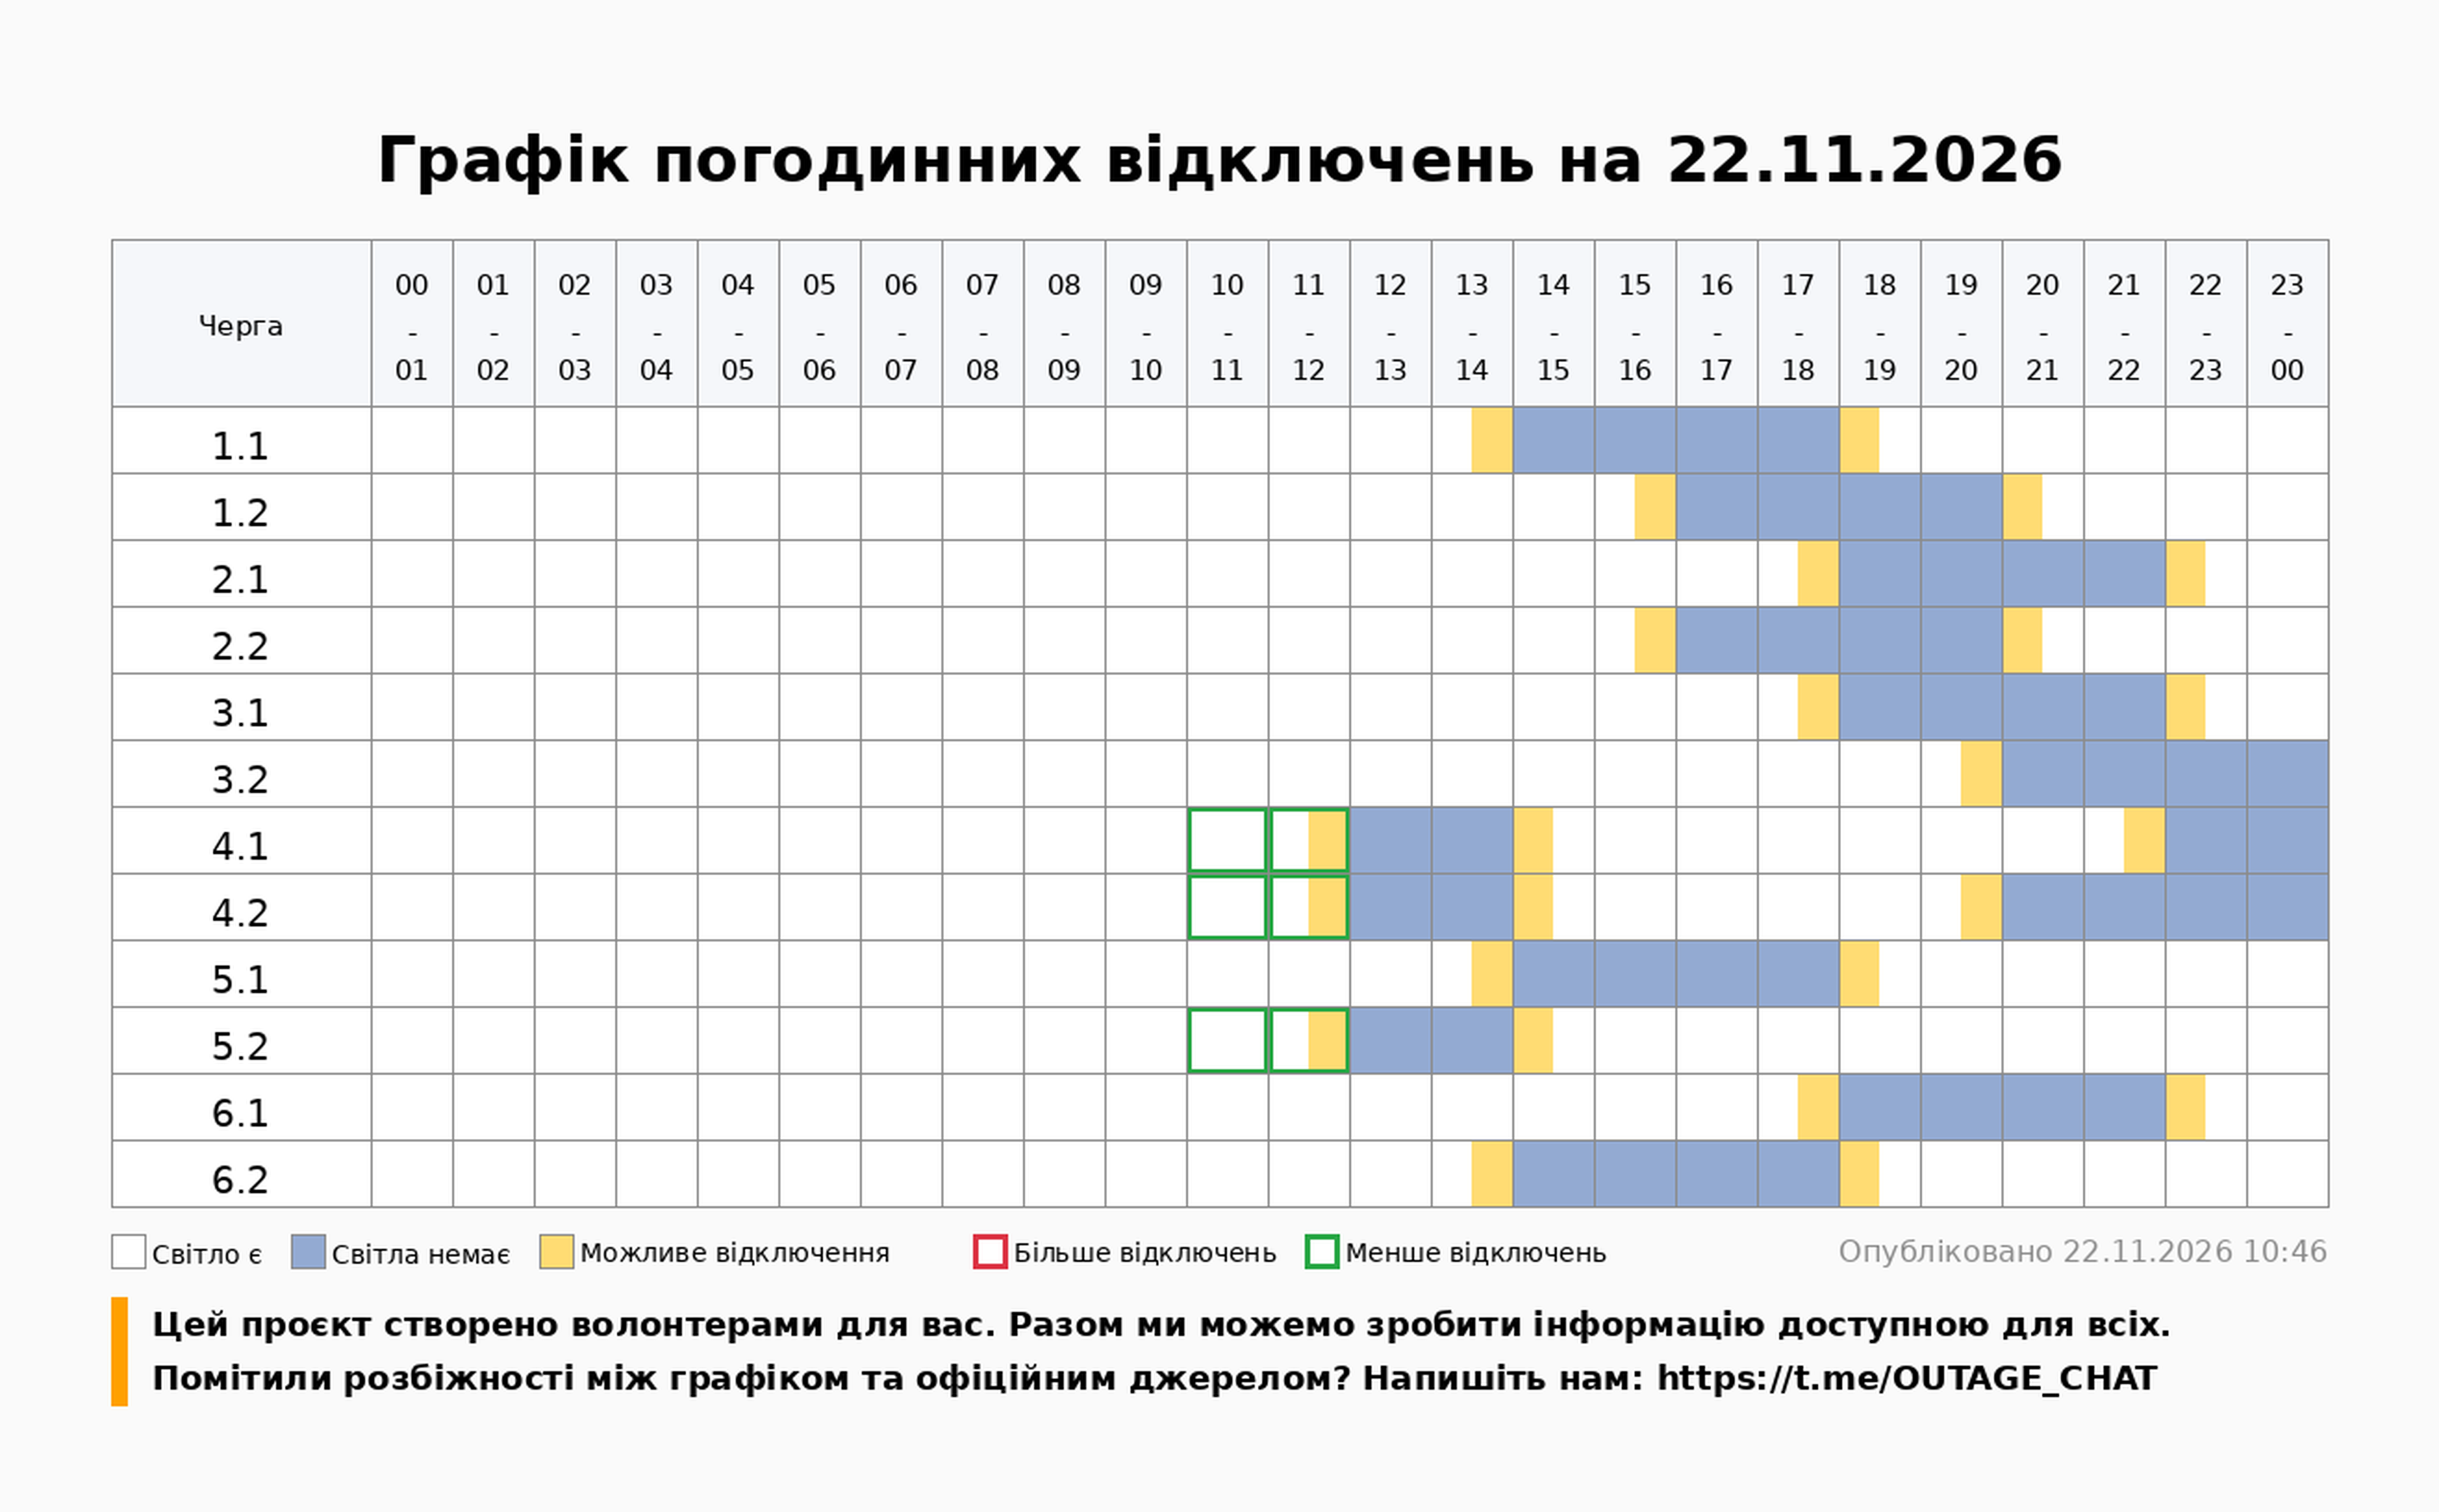 Графік погодинних відключень на 22.11.2026
Черга
00 - 01
01 - 02
02 - 03
03 - 04
04 - 05
05 - 06
06 - 07
07 - 08
08 - 09
09 - 10
10 - 11
11 - 12
12 - 13
13 - 14
14 - 15
15 - 16
16 - 17
17 - 18
18 - 19
19 - 20
20 - 21
21 - 22
22 - 23
23 - 00
1.1
1.2
2.1
2.2
3.1
3.2
4.1
4.2
5.1
5.2
6.1
6.2
Світло є
Світла немає
Можливе відключення
Більше відключень
Менше відключень
Опубліковано 22.11.2026 10:46
Цей проєкт створено волонтерами для вас. Разом ми можемо зробити інформацію доступною для всіх.
Помітили розбіжності між графіком та офіційним джерелом? Напишіть нам: https://t.me/OUTAGE_CHAT